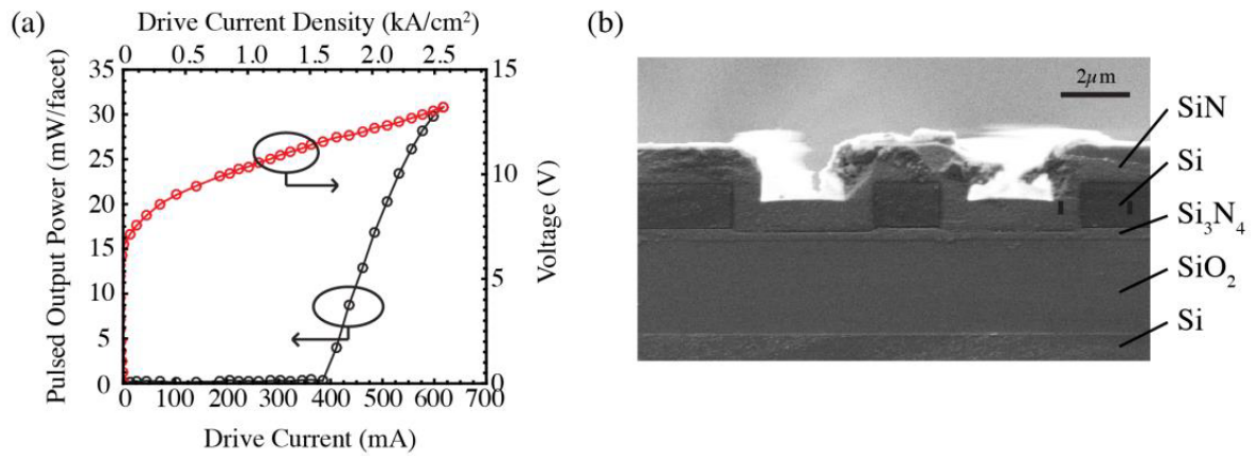 (a)
Drive Current Density (kA/cm²)
0 0.5 1.0 1.5 2.0 2.5
Pulsed Output Power (mW/facet)
35
30
25
20
15
10
5
0
15
10
5
0
Voltage (V)
0 100 200 300 400 500 600 700
Drive Current (mA)
(b)
2μm
SiN
Si
Si₃N₄
SiO₂
Si